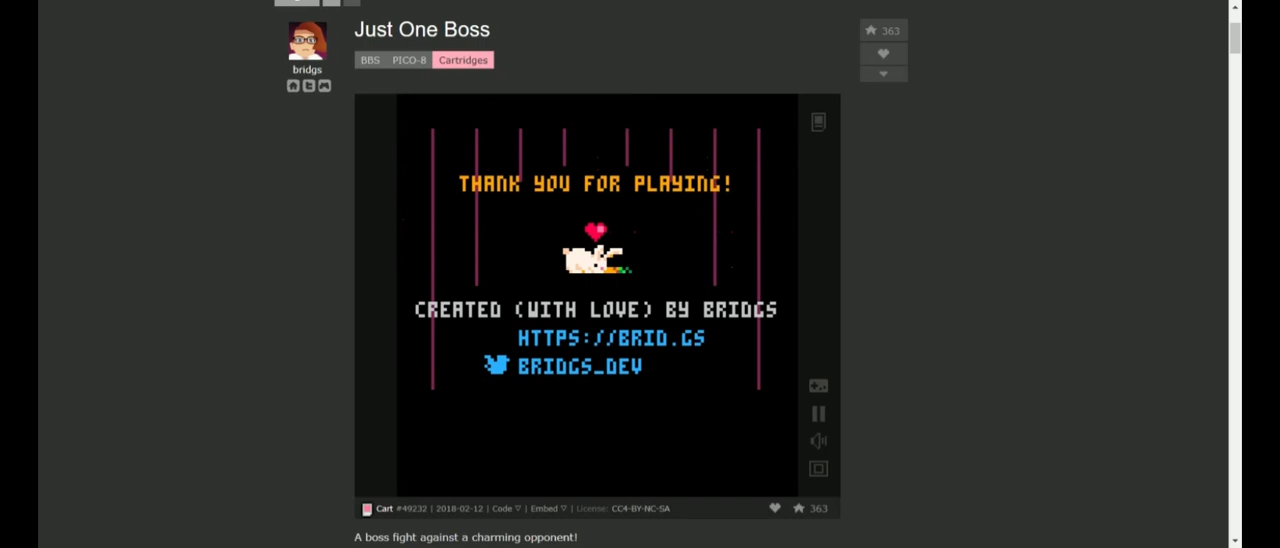 Just One Boss
363
bridgs
BBS PICO-8 Cartridges
THANK YOU FOR PLAYING!
CREATED (WITH LOVE) BY BRIDGS
HTTPS://BRID.GS
BRIDGS_DEV
Cart #49232 | 2018-02-12 | Code ▽ | Embed ▽ | License: CC4-BY-NC-SA 363
A boss fight against a charming opponent!